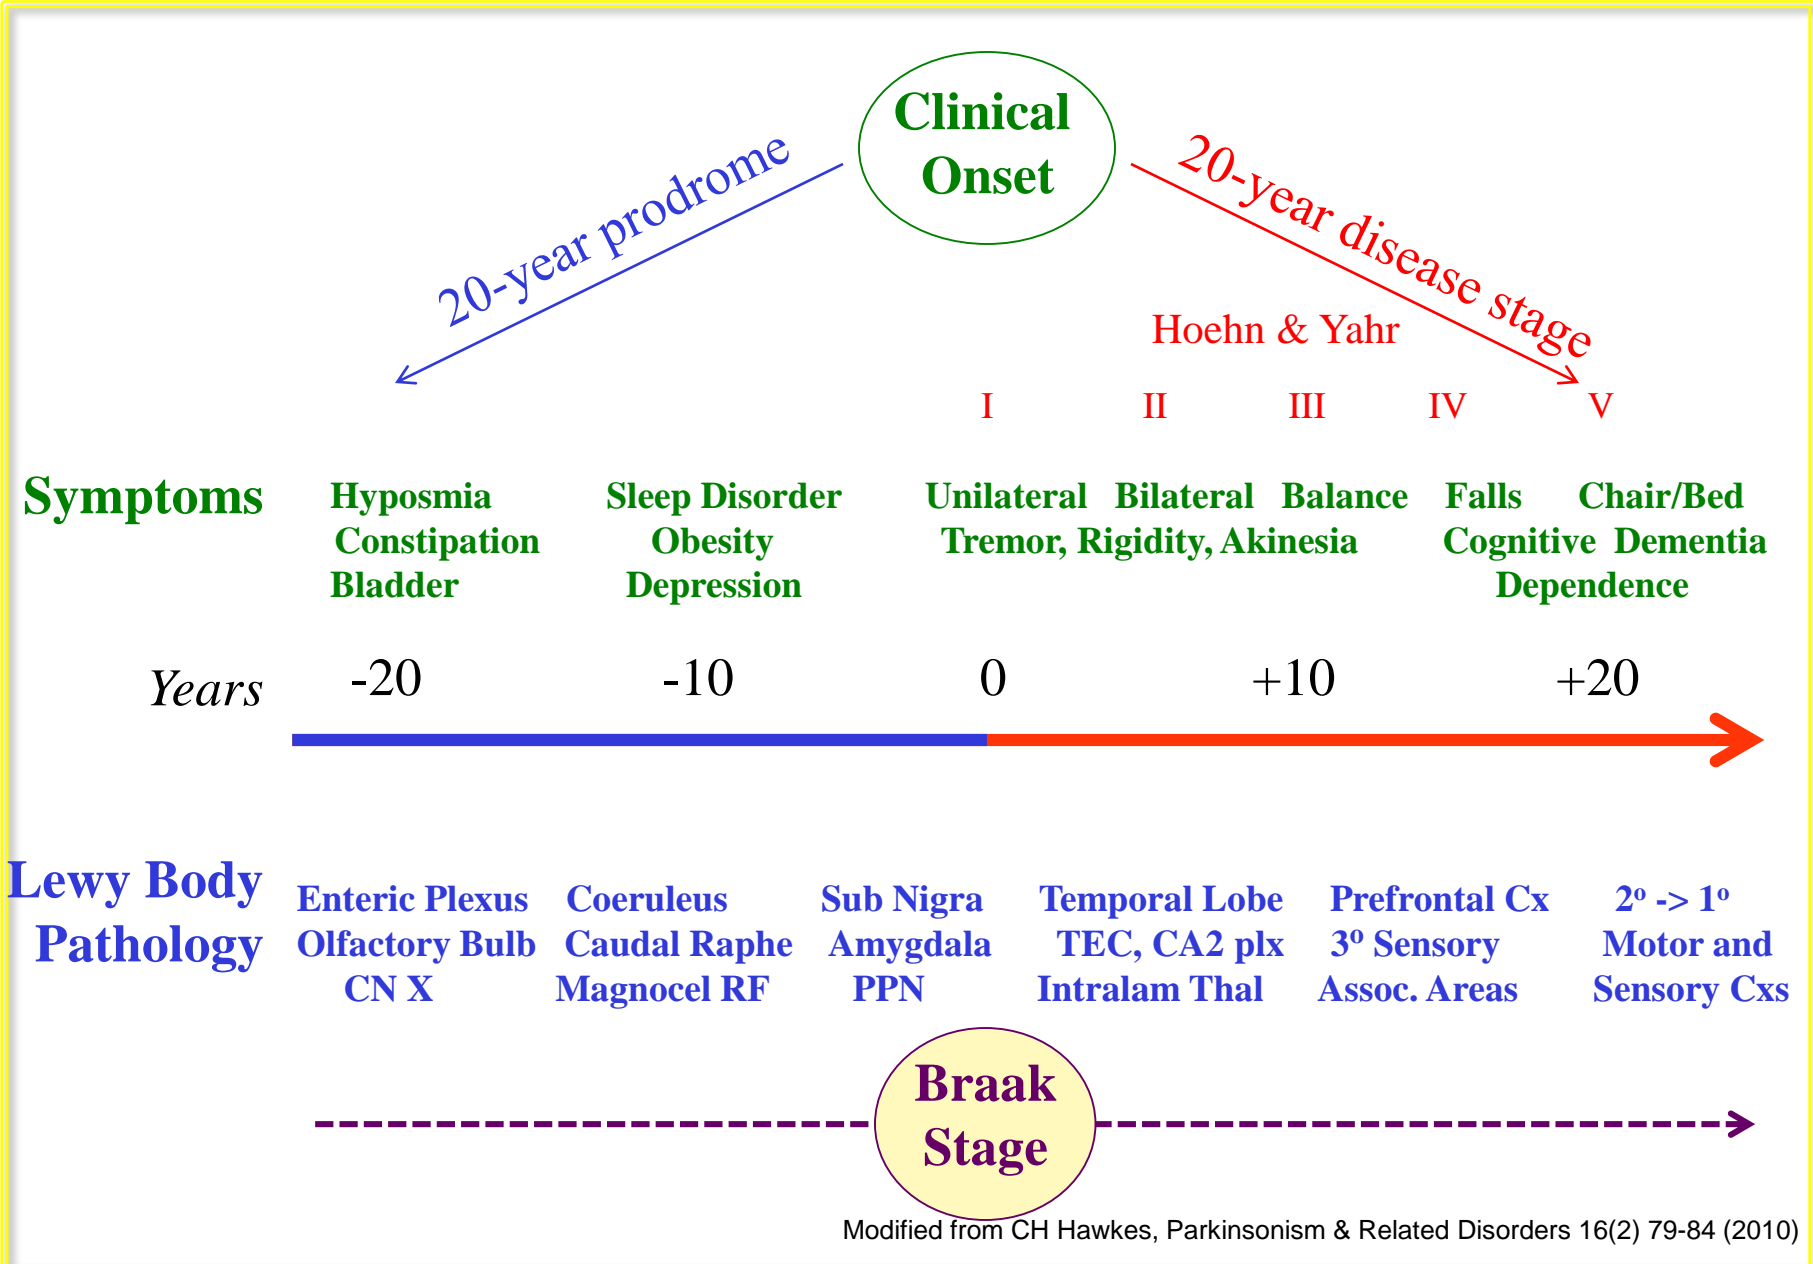 Clinical
Onset
20-year prodrome
20-year disease stage
Hoehn & Yahr
I II III IV V
Symptoms Hyposmia Sleep Disorder Unilateral Bilateral Balance Falls Chair/Bed
Constipation Obesity Tremor, Rigidity, Akinesia Cognitive Dementia
Bladder Depression Dependence
Years -20 -10 0 +10 +20
Lewy Body
Pathology
Enteric Plexus Coeruleus Sub Nigra Temporal Lobe Prefrontal Cx 2º -> 1º
Olfactory Bulb Caudal Raphe Amygdala TEC, CA2 plx 3º Sensory Motor and
CN X Magnocel RF PPN Intralam Thal Assoc. Areas Sensory Cxs
Braak
Stage
Modified from CH Hawkes, Parkinsonism & Related Disorders 16(2) 79-84 (2010)